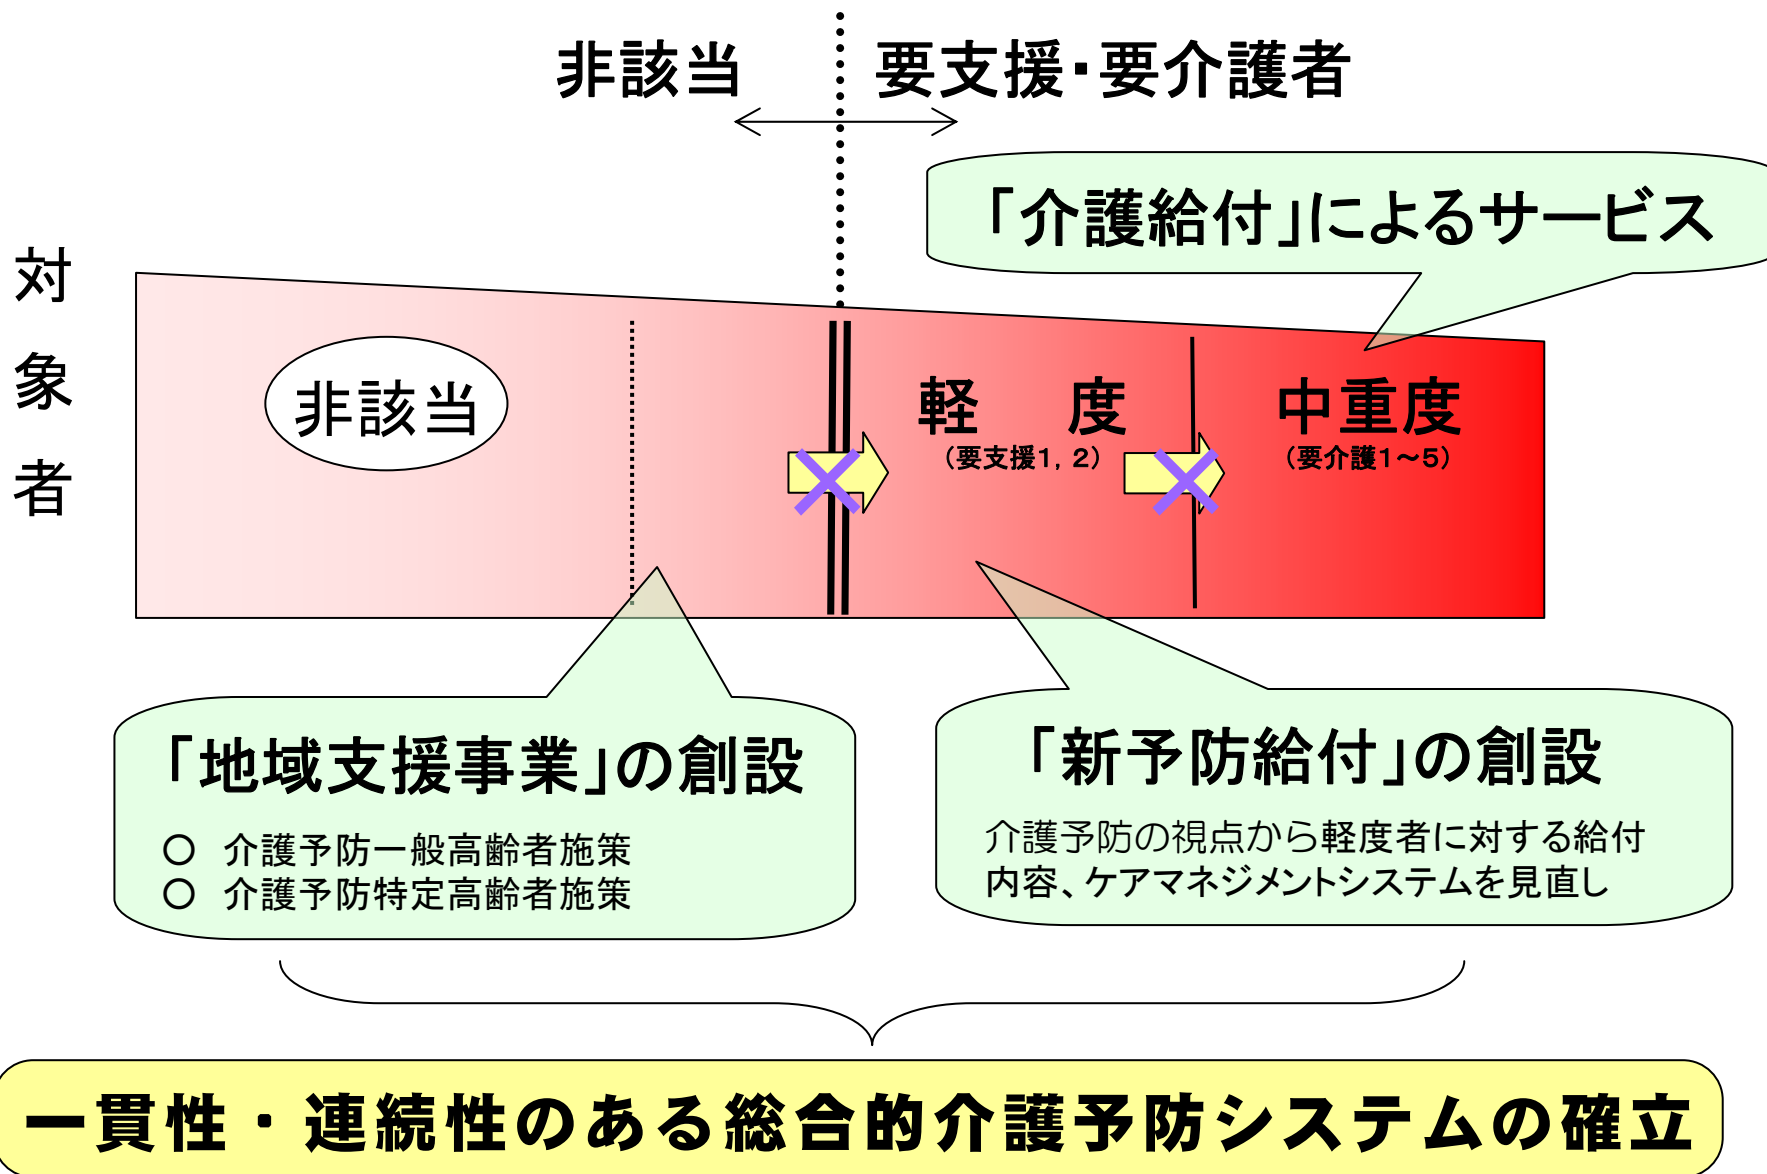 非該当
要支援・要介護者
「介護給付」によるサービス
対象者
非該当
軽 度
(要支援1, 2)
中重度
(要介護1~5)
「地域支援事業」の創設
○ 介護予防一般高齢者施策
○ 介護予防特定高齢者施策
「新予防給付」の創設
介護予防の視点から軽度者に対する給付
内容、ケアマネジメントシステムを見直し
一貫性・連続性のある総合的介護予防システムの確立